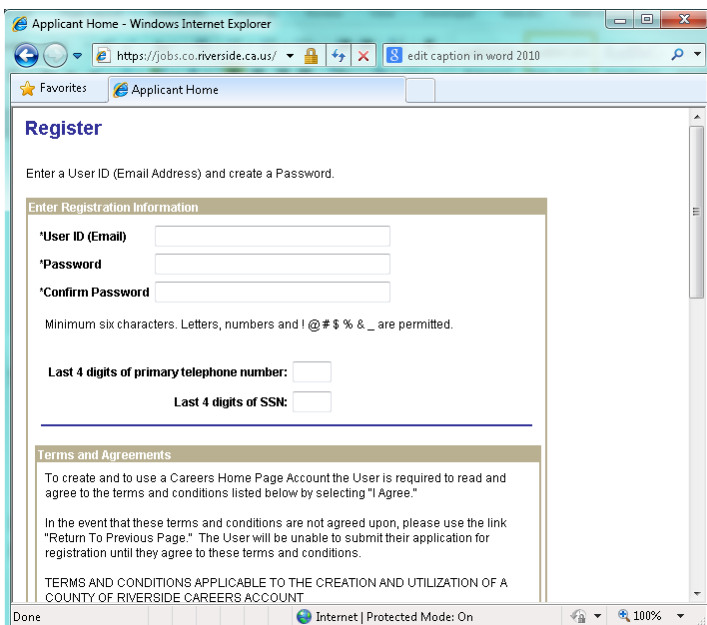 Applicant Home - Windows Internet Explorer
https://jobs.co.riverside.ca.us/
edit caption in word 2010
Favorites
Applicant Home
Register
Enter a User ID (Email Address) and create a Password.
Enter Registration Information
*User ID (Email)
*Password
*Confirm Password
Minimum six characters. Letters, numbers and ! @ # $ % & _ are permitted.
Last 4 digits of primary telephone number:
Last 4 digits of SSN:
Terms and Agreements
To create and to use a Careers Home Page Account the User is required to read and
agree to the terms and conditions listed below by selecting "I Agree."
In the event that these terms and conditions are not agreed upon, please use the link
"Return To Previous Page."  The User will be unable to submit their application for
registration until they agree to these terms and conditions.
TERMS AND CONDITIONS APPLICABLE TO THE CREATION AND UTILIZATION OF A
COUNTY OF RIVERSIDE CAREERS ACCOUNT
Done
Internet | Protected Mode: On
100%